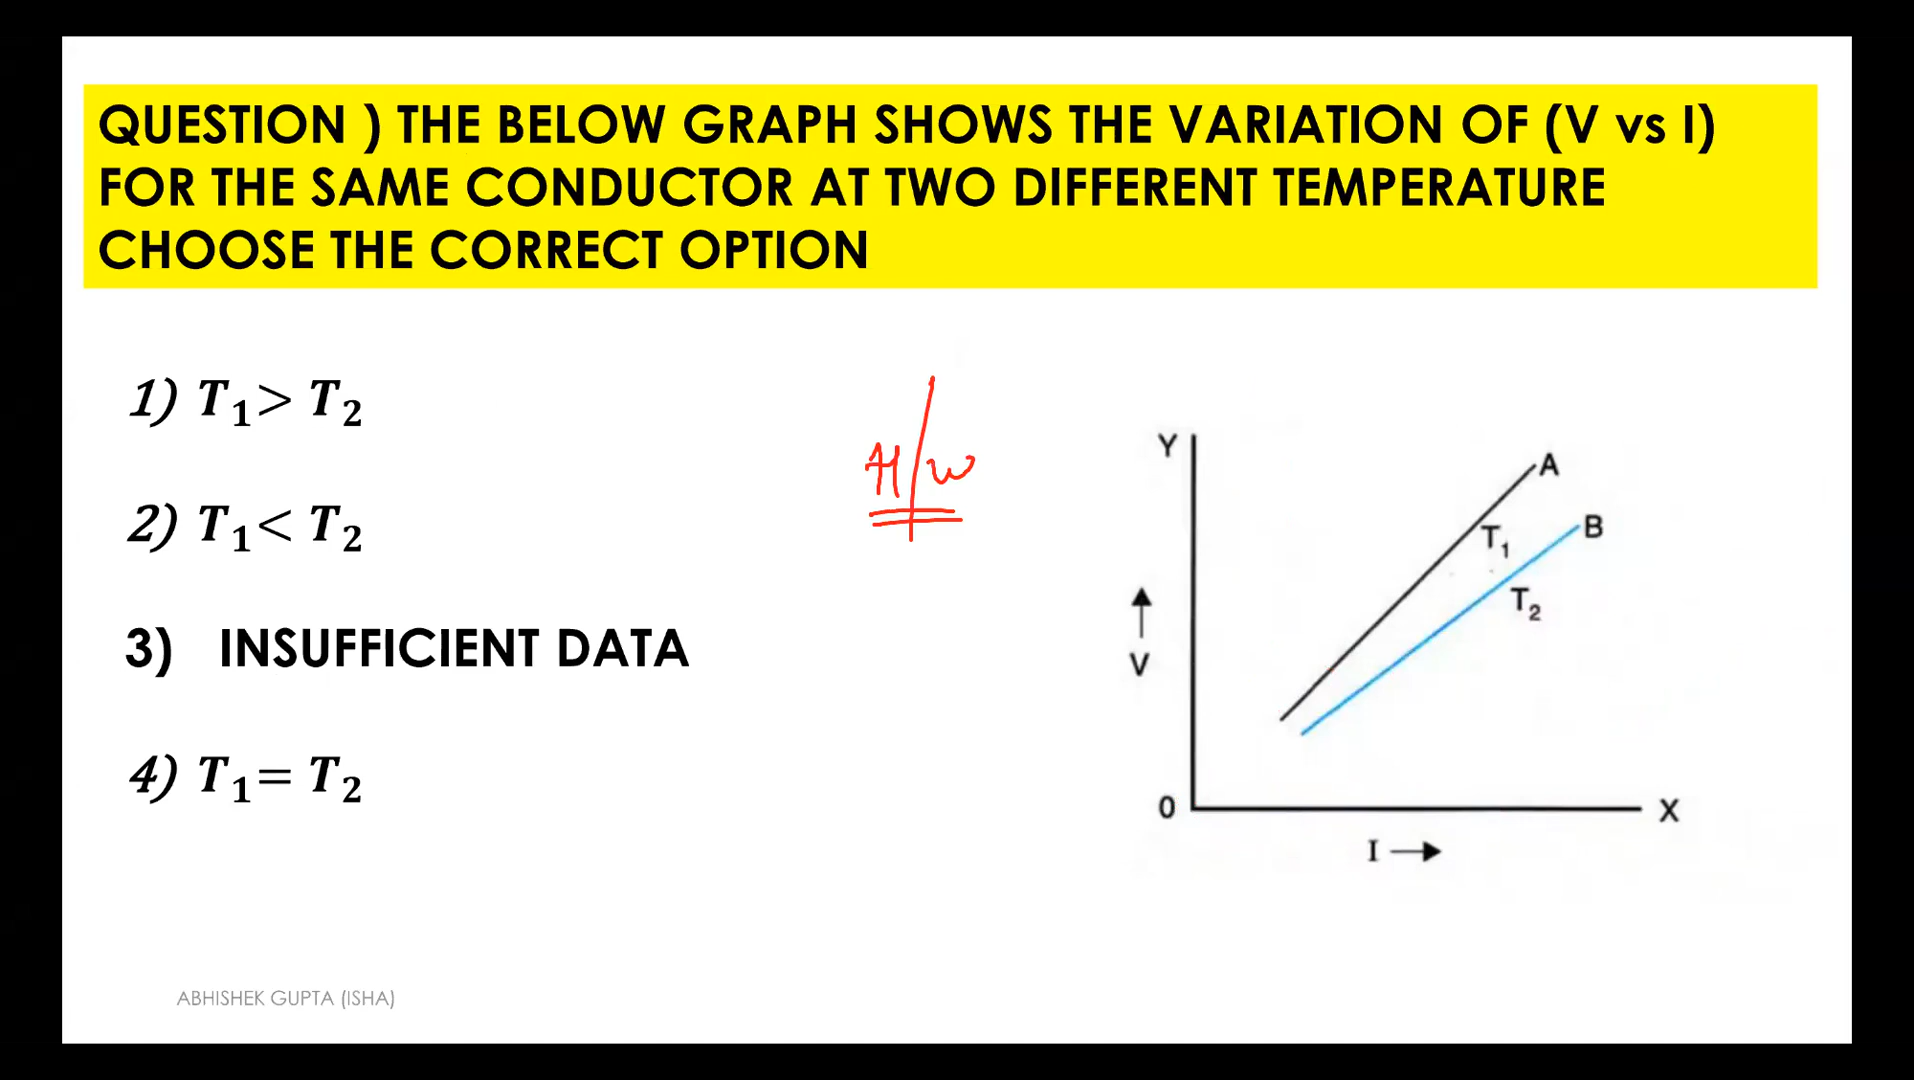 QUESTION ) THE BELOW GRAPH SHOWS THE VARIATION OF (V vs I)
FOR THE SAME CONDUCTOR AT TWO DIFFERENT TEMPERATURE
CHOOSE THE CORRECT OPTION
1) T₁> T₂
2) T₁< T₂
3) INSUFFICIENT DATA
4) T₁= T₂
H/W
Y
A
T₁
B
T₂
V
0
X
I
ABHISHEK GUPTA (ISHA)